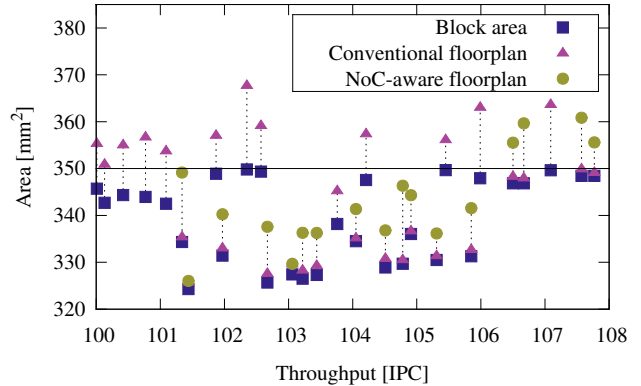 380
370
360
350
340
330
320
Area [mm²]
Block area
Conventional floorplan
NoC-aware floorplan
100 101 102 103 104 105 106 107 108
Throughput [IPC]